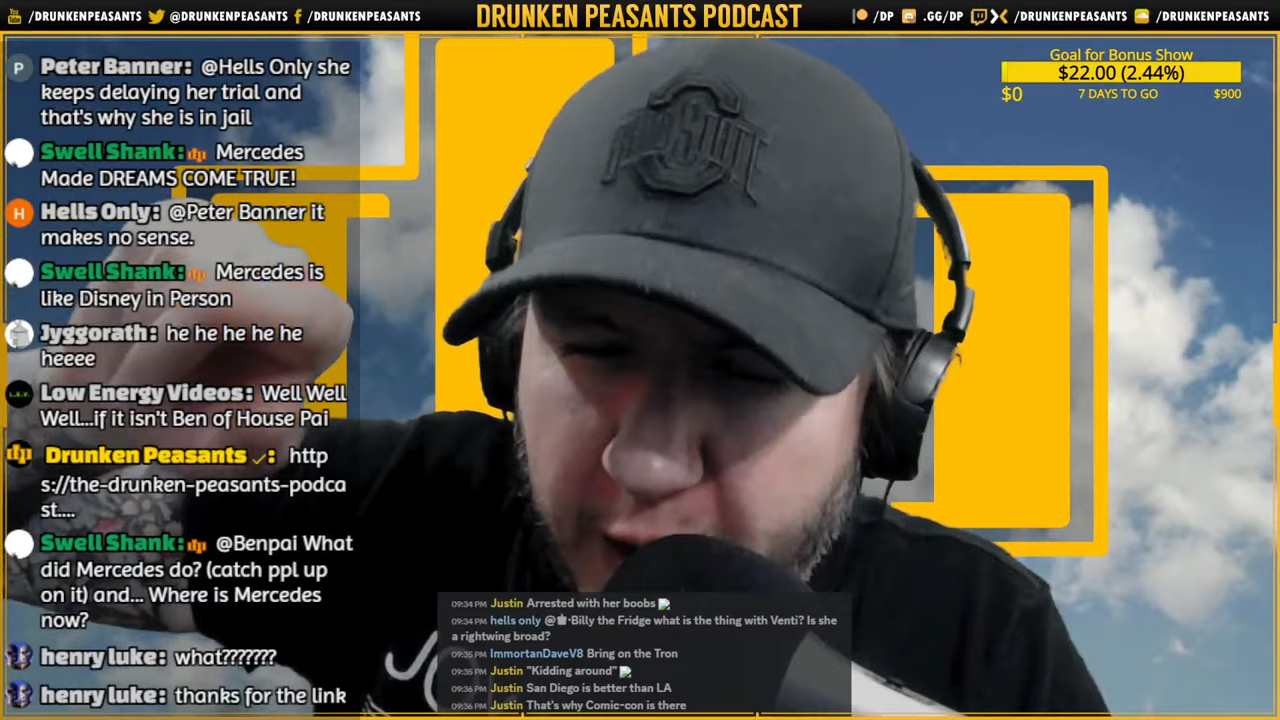 /DRUNKENPEASANTS @DRUNKENPEASANTS /DRUNKENPEASANTS DRUNKEN PEASANTS PODCAST /DP .GG/DP /DRUNKENPEASANTS /DRUNKENPEASANTS
Goal for Bonus Show
$22.00 (2.44%)
$0 7 DAYS TO GO $900
Peter Banner: @Hells Only she
keeps delaying her trial and
that's why she is in jail
Swell Shank: Mercedes
Made DREAMS COME TRUE!
Hells Only: @Peter Banner it
makes no sense.
Swell Shank: Mercedes is
like Disney in Person
Jyggorath: he he he he he
heeee
Low Energy Videos: Well Well
Well...if it isn't Ben of House Pai
Drunken Peasants: http
s://the-drunken-peasants-podca
st....
Swell Shank: @Benpai What
did Mercedes do? (catch ppl up
on it) and... Where is Mercedes
now?
henry luke: what???????
henry luke: thanks for the link
09:34 PM Justin Arrested with her boobs
09:34 PM hells only @Billy the Fridge what is the thing with Venti? Is she
a rightwing broad?
09:35 PM ImmortanDaveV8 Bring on the Tron
09:35 PM Justin "Kidding around"
09:36 PM Justin San Diego is better than LA
09:36 PM Justin That's why Comic-con is there